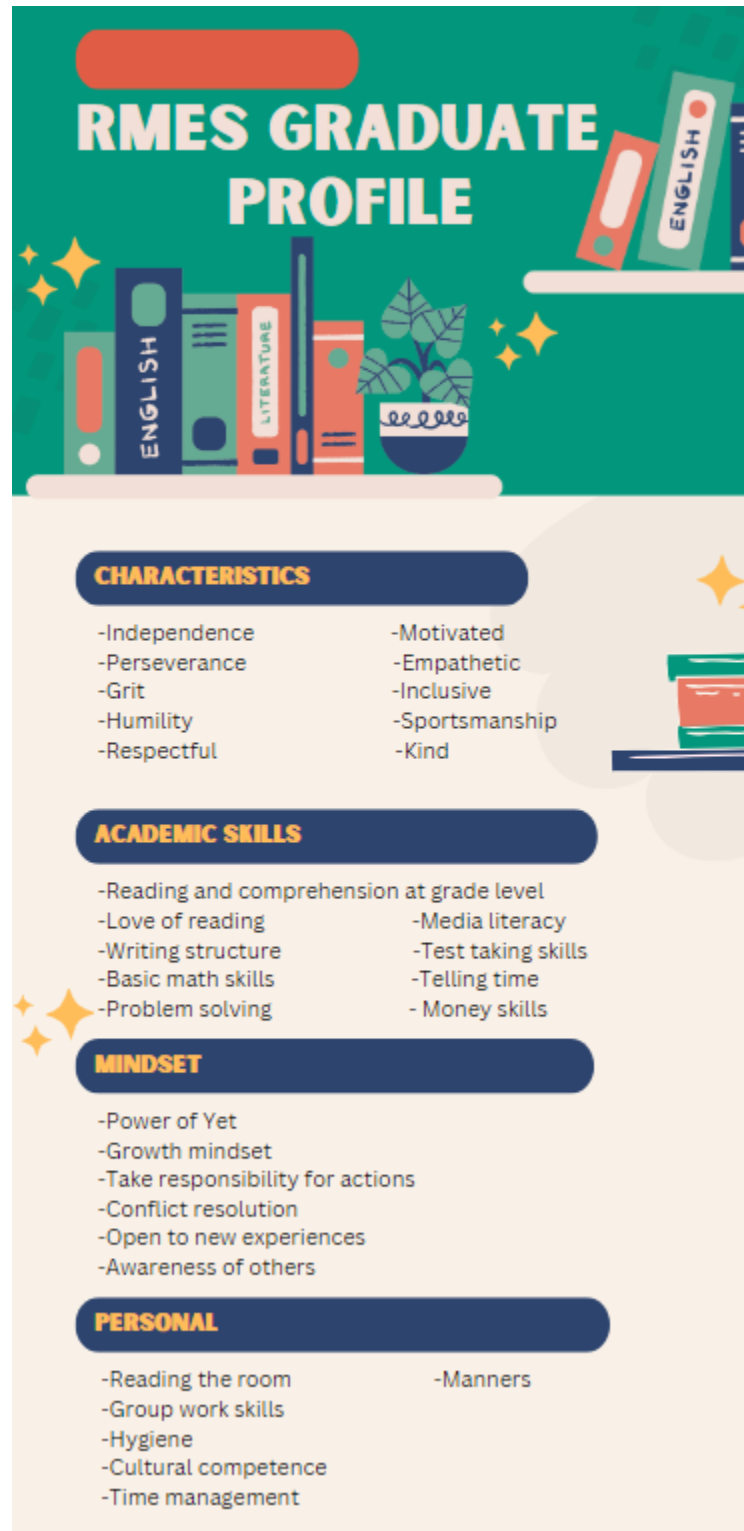 RMES GRADUATE
PROFILE
ENGLISH
ENGLISH
LITERATURE
CHARACTERISTICS
-Independence
-Perseverance
-Grit
-Humility
-Respectful
-Motivated
-Empathetic
-Inclusive
-Sportsmanship
-Kind
ACADEMIC SKILLS
-Reading and comprehension at grade level
-Love of reading
-Writing structure
-Basic math skills
-Problem solving
-Media literacy
-Test taking skills
-Telling time
- Money skills
MINDSET
-Power of Yet
-Growth mindset
-Take responsibility for actions
-Conflict resolution
-Open to new experiences
-Awareness of others
PERSONAL
-Reading the room
-Group work skills
-Hygiene
-Cultural competence
-Time management
-Manners